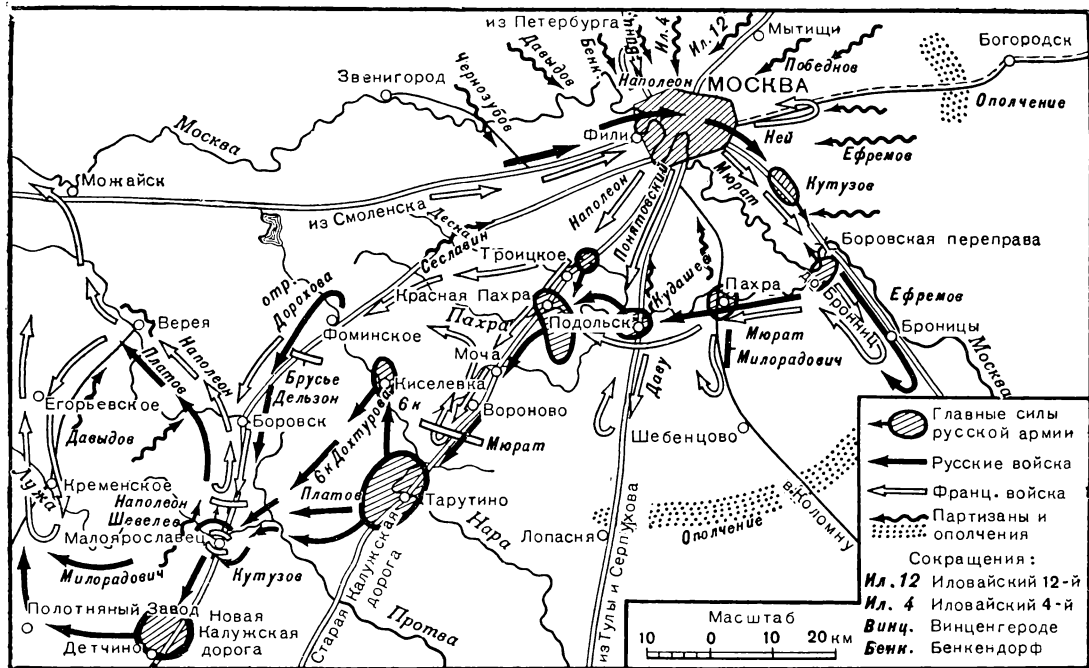 из Петербурга
Винц.
Ил.4
Ил.12
Мытищи
Богородск
Давыдов
Бенк.
Победнов
Звенигород
Чернозубов
Наполеон
МОСКВА
Ополчение
Москва
Фили
Ней
Ефремов
Можайск
Мюрат
Кутузов
из Смоленска
Десна
Наполеон
Понятовский
Сеславин
Боровская переправа
Троицкое
Кудашев
отр.
Дорохова
Красная Пахра
Пахра
Ефремов
д. Бронниц
Верея
Фоминское
Пахра
Подольск
Мюрат
Милорадович
Броницы
Москва
Платов
Наполеон
Моча
Даву
Брусье
Дельзон
Киселевка
6 к
Егорьевское
Вороново
Давыдов
Боровск
6к Дохтурова
Мюрат
Шебенцово
Лужа
Кременское
Наполеон
Платов
Тарутино
Шевелев
Малоярославец
Нара
Лопасня
Ополчение
в Коломну
Милорадович
Кутузов
Старая Калужская
дорога
из Тулы и Серпухова
Полотняный Завод
Новая
Калужская
дорога
Протва
Детчино
Масштаб
10 0 10 20 км
Главные силы
русской армии
Русские войска
Франц. войска
Партизаны и
ополчения
Сокращения:
Ил.12 Иловайский 12-й
Ил. 4 Иловайский 4-й
Винц. Винценгероде
Бенк. Бенкендорф